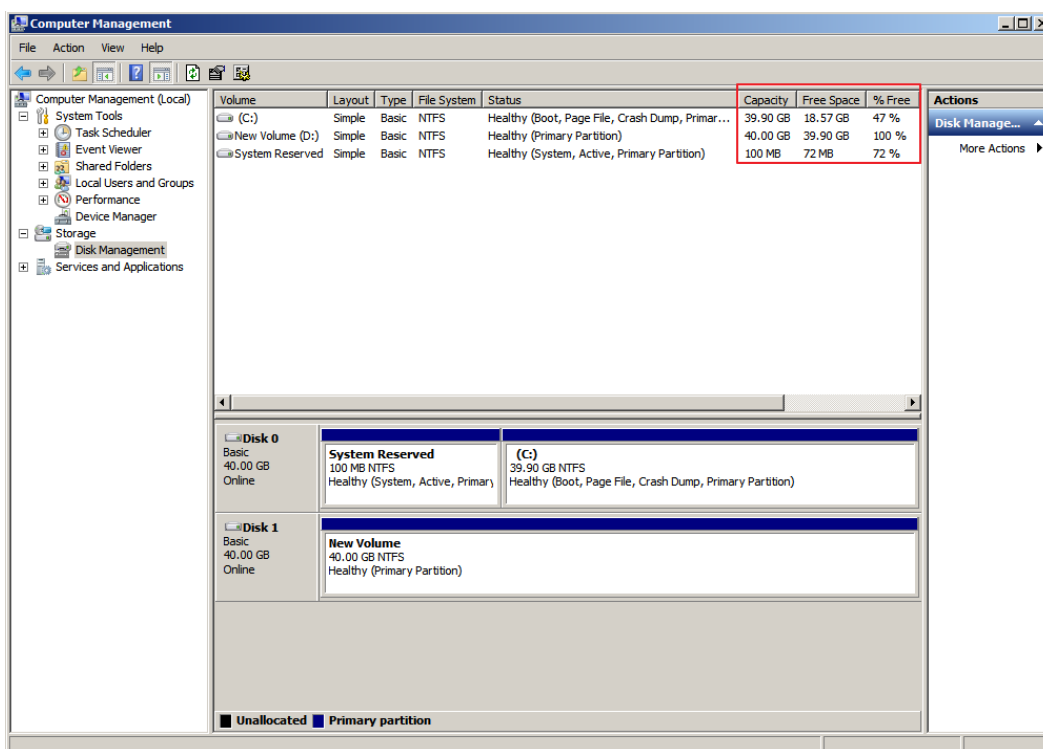 Computer Management
File Action View Help
Computer Management (Local)
System Tools
Task Scheduler
Event Viewer
Shared Folders
Local Users and Groups
Performance
Device Manager
Storage
Disk Management
Services and Applications
Volume Layout Type File System Status Capacity Free Space % Free
(C:) Simple Basic NTFS Healthy (Boot, Page File, Crash Dump, Primar... 39.90 GB 18.57 GB 47 %
New Volume (D:) Simple Basic NTFS Healthy (Primary Partition) 40.00 GB 39.90 GB 100 %
System Reserved Simple Basic NTFS Healthy (System, Active, Primary Partition) 100 MB 72 MB 72 %
Actions
Disk Manage...
More Actions
Disk 0
Basic
40.00 GB
Online
System Reserved
100 MB NTFS
Healthy (System, Active, Primary
(C:)
39.90 GB NTFS
Healthy (Boot, Page File, Crash Dump, Primary Partition)
Disk 1
Basic
40.00 GB
Online
New Volume
40.00 GB NTFS
Healthy (Primary Partition)
Unallocated Primary partition